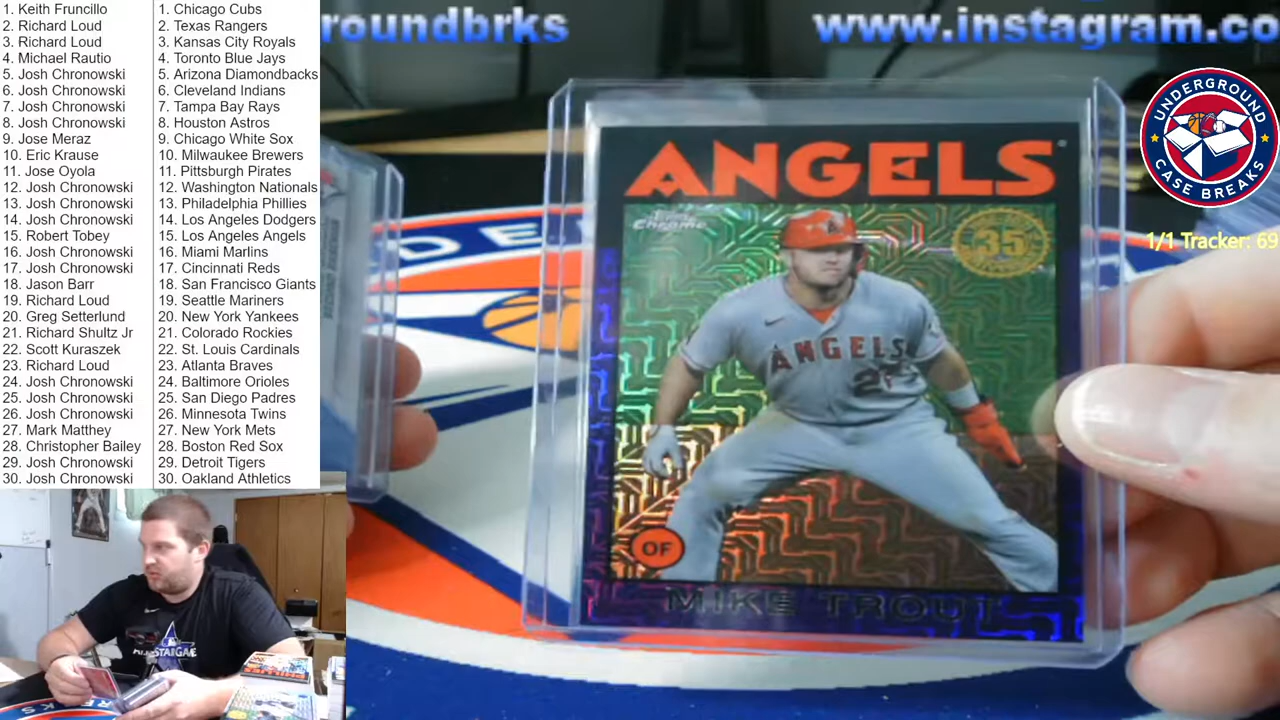 1. Keith Fruncillo
2. Richard Loud
3. Richard Loud
4. Michael Rautio
5. Josh Chronowski
6. Josh Chronowski
7. Josh Chronowski
8. Josh Chronowski
9. Jose Meraz
10. Eric Krause
11. Jose Oyola
12. Josh Chronowski
13. Josh Chronowski
14. Josh Chronowski
15. Robert Tobey
16. Josh Chronowski
17. Josh Chronowski
18. Jason Barr
19. Richard Loud
20. Greg Setterlund
21. Richard Shultz Jr
22. Scott Kuraszek
23. Richard Loud
24. Josh Chronowski
25. Josh Chronowski
26. Josh Chronowski
27. Mark Matthey
28. Christopher Bailey
29. Josh Chronowski
30. Josh Chronowski
1. Chicago Cubs
2. Texas Rangers
3. Kansas City Royals
4. Toronto Blue Jays
5. Arizona Diamondbacks
6. Cleveland Indians
7. Tampa Bay Rays
8. Houston Astros
9. Chicago White Sox
10. Milwaukee Brewers
11. Pittsburgh Pirates
12. Washington Nationals
13. Philadelphia Phillies
14. Los Angeles Dodgers
15. Los Angeles Angels
16. Miami Marlins
17. Cincinnati Reds
18. San Francisco Giants
19. Seattle Mariners
20. New York Yankees
21. Colorado Rockies
22. St. Louis Cardinals
23. Atlanta Braves
24. Baltimore Orioles
25. San Diego Padres
26. Minnesota Twins
27. New York Mets
28. Boston Red Sox
29. Detroit Tigers
30. Oakland Athletics
roundbrks
www.instagram.co
UNDERGROUND
CASE BREAKS
1/1 Tracker: 69
ANGELS
Topps
Chrome
35
ANGELS
27
OF
MIKE TROUT
DE
PHILLIES